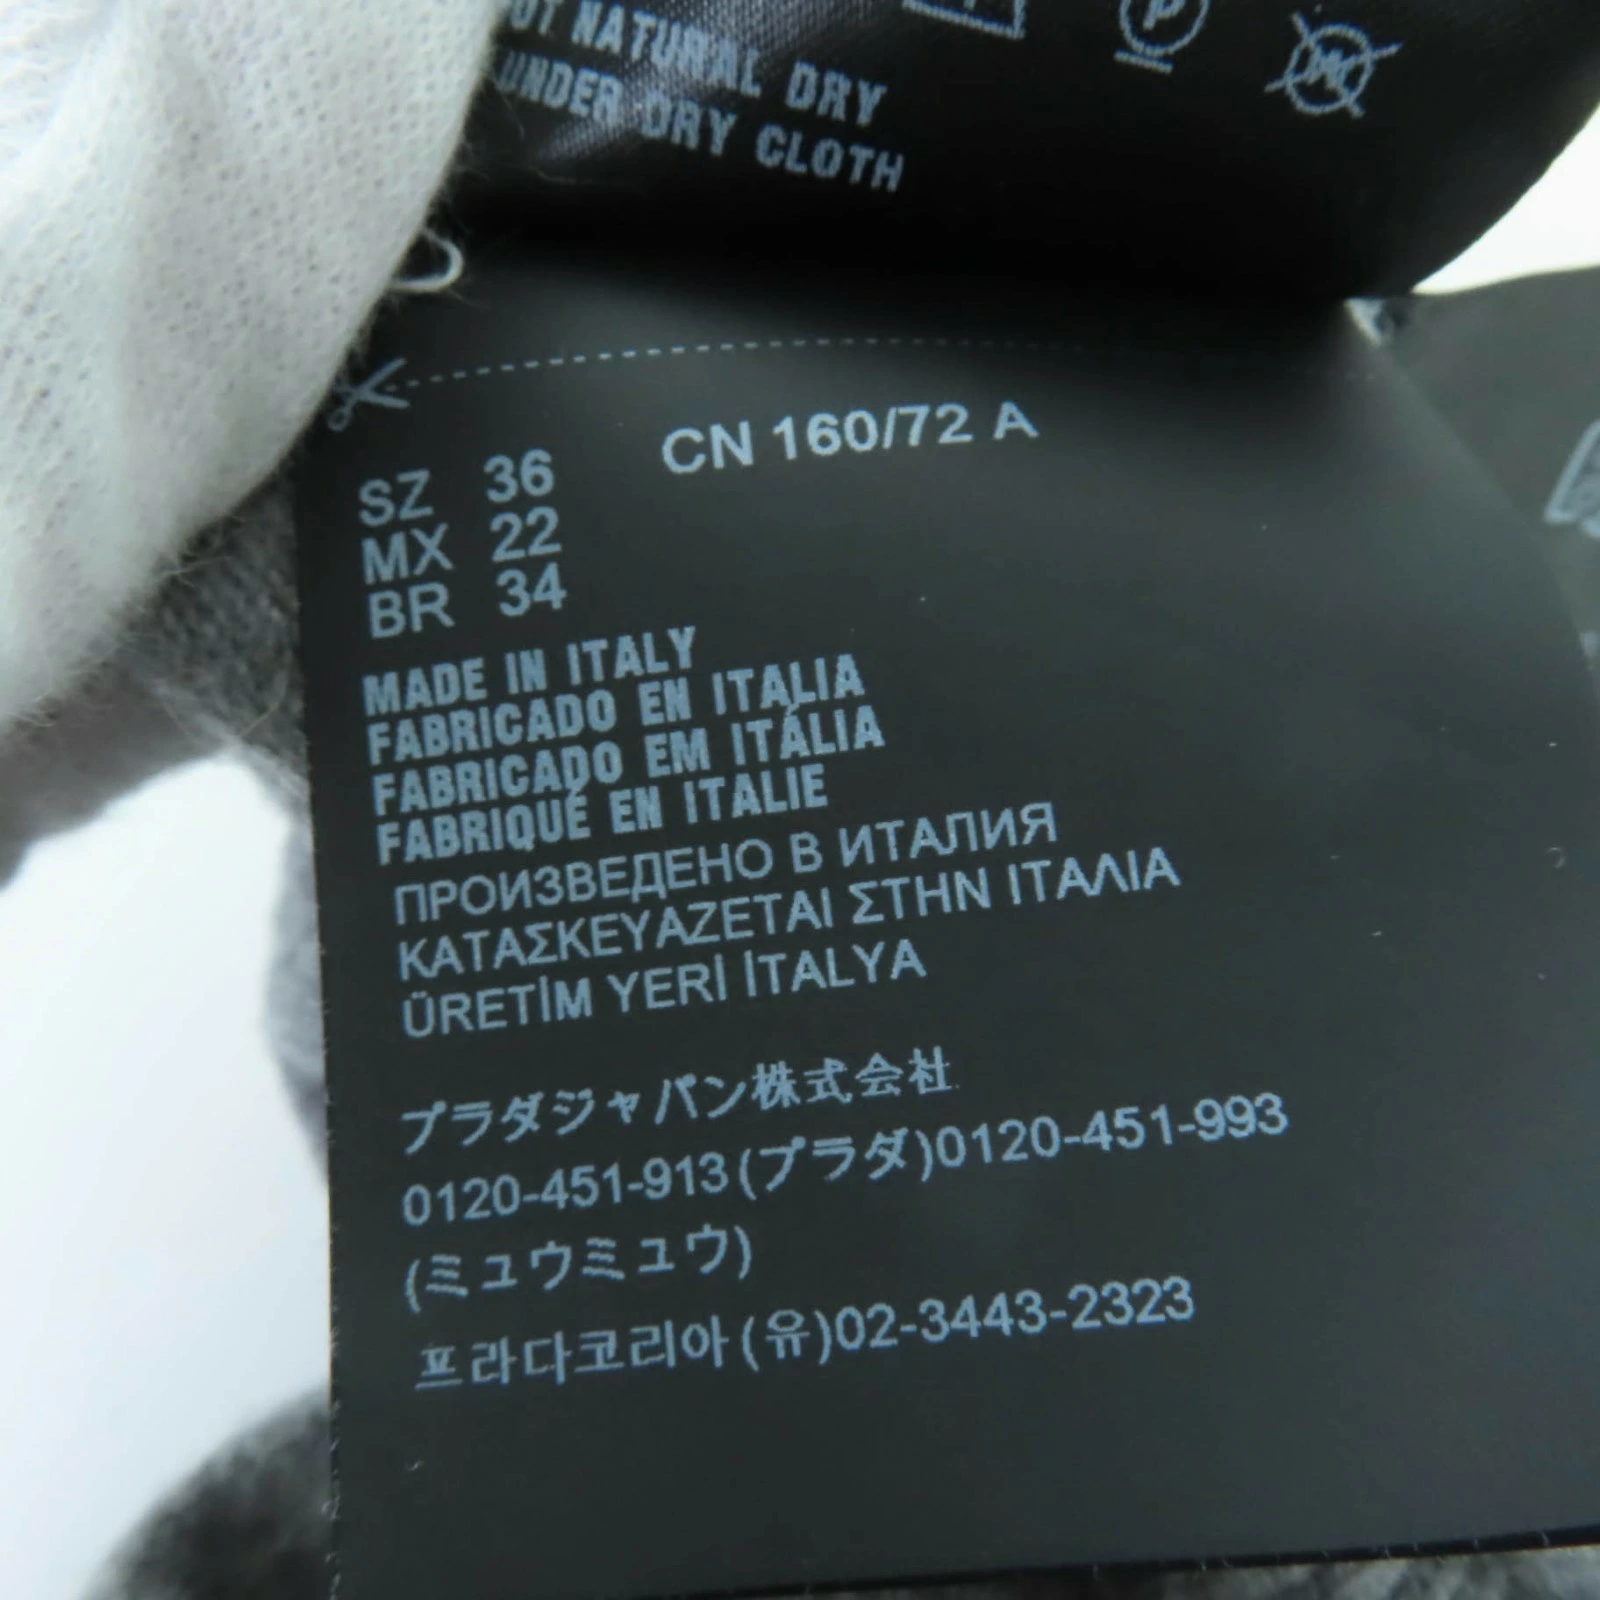 NATURAL DRY
UNDER DRY CLOTH
P
SZ 36 CN 160/72 A
MX 22
BR 34
MADE IN ITALY
FABRICADO EN ITALIA
FABRICADO EM ITÁLIA
FABRIQUÉ EN ITALIE
ПРОИЗВЕДЕНО В ИТАЛИЯ
ΚΑΤΑΣΚΕΥΑΖΕΤΑΙ ΣΤΗΝ ΙΤΑΛΙΑ
ÜRETİM YERİ İTALYA
プラダジャパン株式会社
0120-451-913(プラダ)0120-451-993
(ミュウミュウ)
프라다코리아(유)02-3443-2323